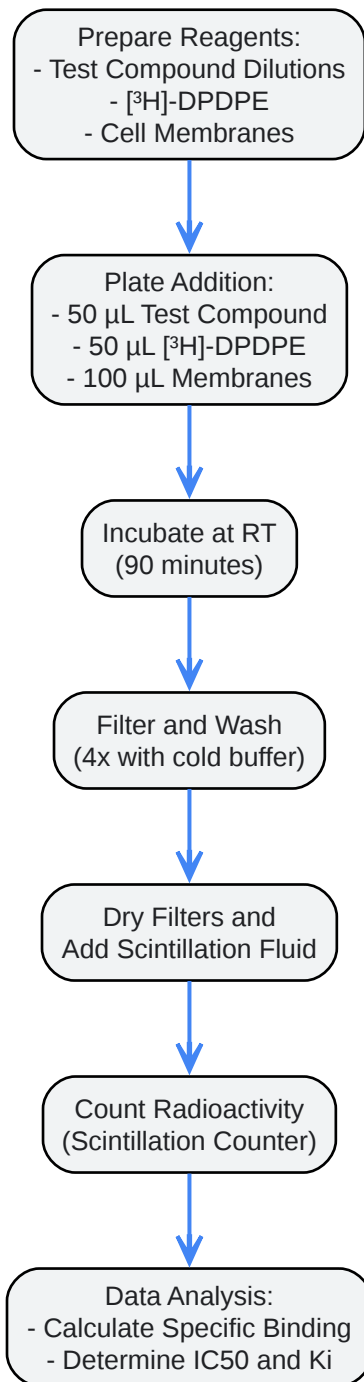 Prepare Reagents:
- Test Compound Dilutions
- [³H]-DPDPE
- Cell Membranes
Plate Addition:
- 50 µL Test Compound
- 50 µL [³H]-DPDPE
- 100 µL Membranes
Incubate at RT
(90 minutes)
Filter and Wash
(4x with cold buffer)
Dry Filters and
Add Scintillation Fluid
Count Radioactivity
(Scintillation Counter)
Data Analysis:
- Calculate Specific Binding
- Determine IC50 and Ki